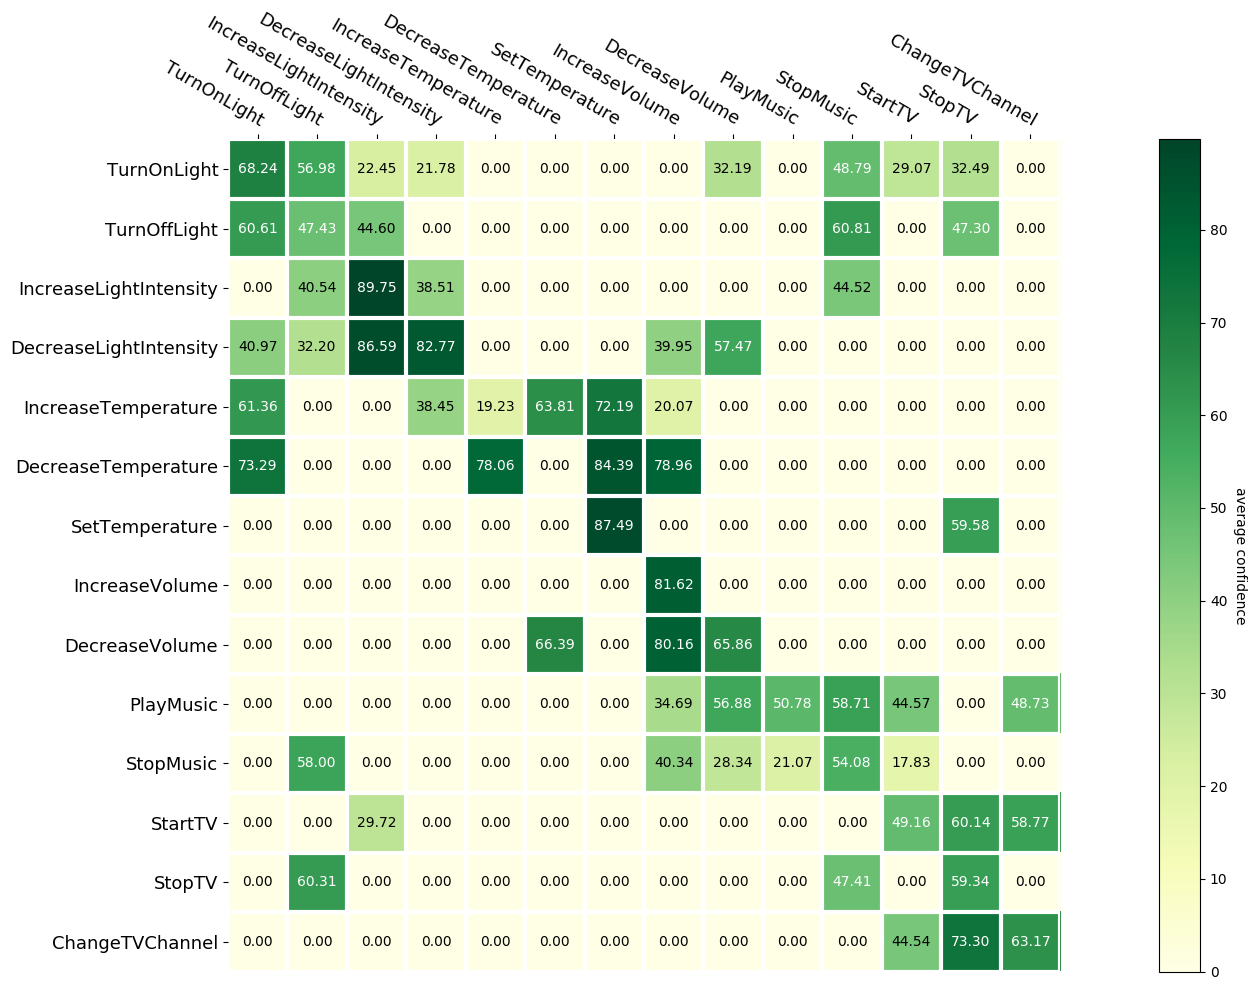 TurnOnLight
TurnOffLight
IncreaseLightIntensity
DecreaseLightIntensity
IncreaseTemperature
DecreaseTemperature
SetTemperature
IncreaseVolume
DecreaseVolume
PlayMusic
StopMusic
StartTV
StopTV
ChangeTVChannel
TurnOnLight 68.24 56.98 22.45 21.78 0.00 0.00 0.00 0.00 32.19 0.00 48.79 29.07 32.49 0.00
TurnOffLight 60.61 47.43 44.60 0.00 0.00 0.00 0.00 0.00 0.00 0.00 60.81 0.00 47.30 0.00
IncreaseLightIntensity 0.00 40.54 89.75 38.51 0.00 0.00 0.00 0.00 0.00 0.00 44.52 0.00 0.00 0.00
DecreaseLightIntensity 40.97 32.20 86.59 82.77 0.00 0.00 0.00 39.95 57.47 0.00 0.00 0.00 0.00 0.00
IncreaseTemperature 61.36 0.00 0.00 38.45 19.23 63.81 72.19 20.07 0.00 0.00 0.00 0.00 0.00 0.00
DecreaseTemperature 73.29 0.00 0.00 0.00 78.06 0.00 84.39 78.96 0.00 0.00 0.00 0.00 0.00 0.00
SetTemperature 0.00 0.00 0.00 0.00 0.00 0.00 87.49 0.00 0.00 0.00 0.00 0.00 59.58 0.00
IncreaseVolume 0.00 0.00 0.00 0.00 0.00 0.00 0.00 81.62 0.00 0.00 0.00 0.00 0.00 0.00
DecreaseVolume 0.00 0.00 0.00 0.00 0.00 66.39 0.00 80.16 65.86 0.00 0.00 0.00 0.00 0.00
PlayMusic 0.00 0.00 0.00 0.00 0.00 0.00 0.00 34.69 56.88 50.78 58.71 44.57 0.00 48.73
StopMusic 0.00 58.00 0.00 0.00 0.00 0.00 0.00 40.34 28.34 21.07 54.08 17.83 0.00 0.00
StartTV 0.00 0.00 29.72 0.00 0.00 0.00 0.00 0.00 0.00 0.00 0.00 49.16 60.14 58.77
StopTV 0.00 60.31 0.00 0.00 0.00 0.00 0.00 0.00 0.00 0.00 47.41 0.00 59.34 0.00
ChangeTVChannel 0.00 0.00 0.00 0.00 0.00 0.00 0.00 0.00 0.00 0.00 0.00 44.54 73.30 63.17
80
70
60
50
40
30
20
10
0
average confidence